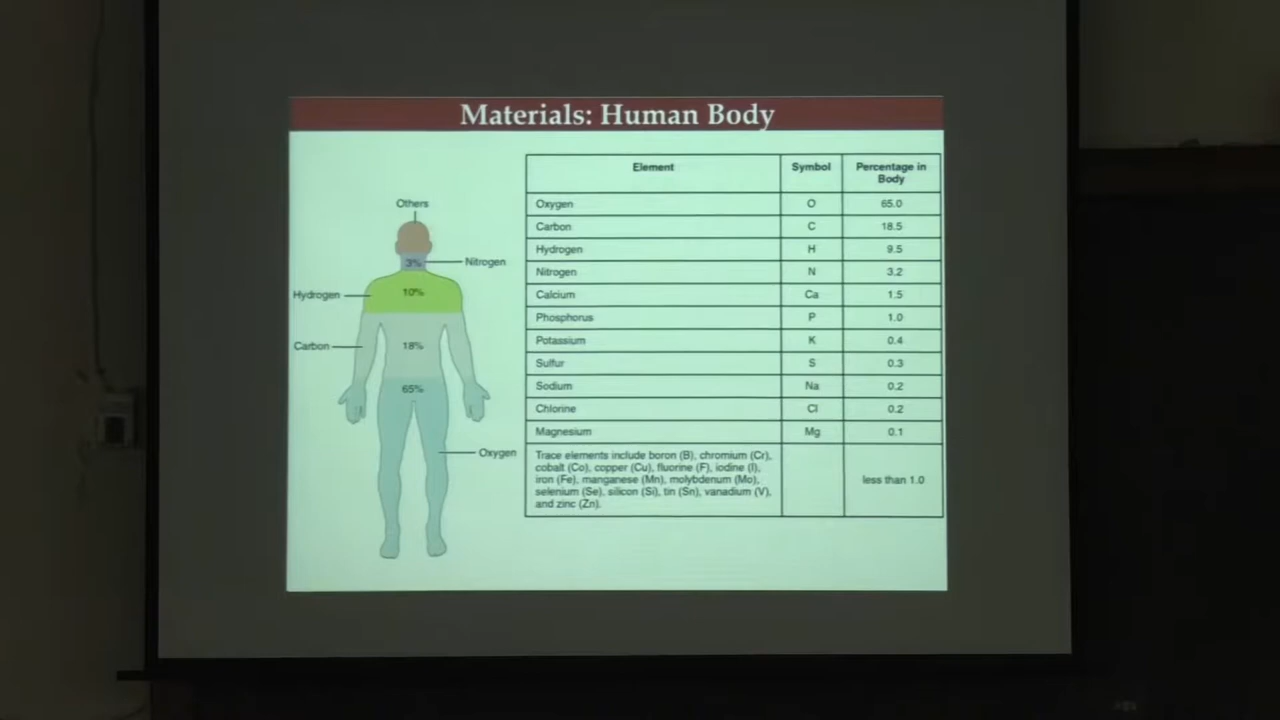 Materials: Human Body
Others
3%
Nitrogen
Hydrogen
10%
Carbon
18%
65%
Oxygen
Element Symbol Percentage in
Body
Oxygen O 65.0
Carbon C 18.5
Hydrogen H 9.5
Nitrogen N 3.2
Calcium Ca 1.5
Phosphorus P 1.0
Potassium K 0.4
Sulfur S 0.3
Sodium Na 0.2
Chlorine Cl 0.2
Magnesium Mg 0.1
Trace elements include boron (B), chromium (Cr),
cobalt (Co), copper (Cu), fluorine (F), iodine (I),
iron (Fe), manganese (Mn), molybdenum (Mo),
selenium (Se), silicon (Si), tin (Sn), vanadium (V),
and zinc (Zn).
less than 1.0